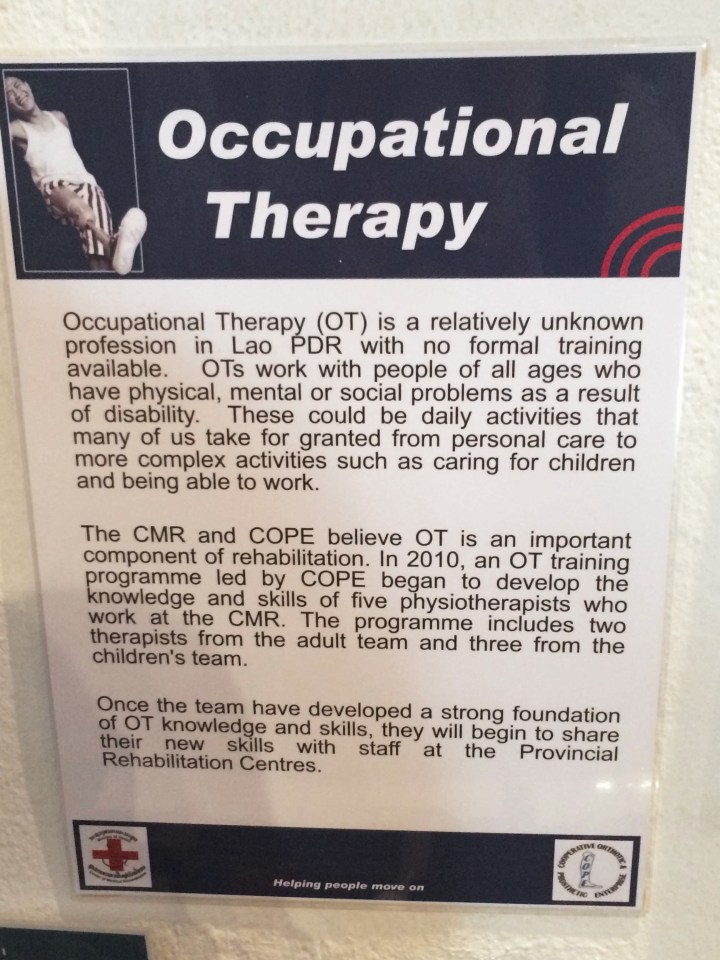 Occupational
Therapy
Occupational Therapy (OT) is a relatively unknown
profession in Lao PDR with no formal training
available. OTs work with people of all ages who
have physical, mental or social problems as a result
of disability. These could be daily activities that
many of us take for granted from personal care to
more complex activities such as caring for children
and being able to work.
The CMR and COPE believe OT is an important
component of rehabilitation. In 2010, an OT training
programme led by COPE began to develop the
knowledge and skills of five physiotherapists who
work at the CMR. The programme includes two
therapists from the adult team and three from the
children's team.
Once the team have developed a strong foundation
of OT knowledge and skills, they will begin to share
their new skills with staff at the Provincial
Rehabilitation Centres.
Helping people move on
COOPERATIVE ORTHOTIC &
PROSTHETIC ENTERPRISE
COPE